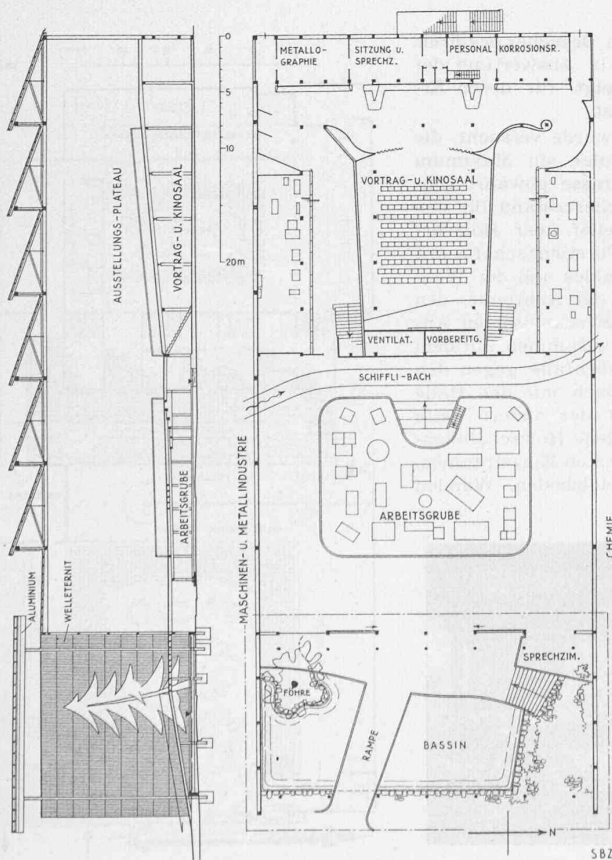 METALLO-
GRAPHIE
SITZUNG U.
SPRECHZ.
PERSONAL
KORROSIONSR.
0
5
10
20m
AUSSTELLUNGS-PLATEAU
VORTRAG- U. KINOSAAL
VORTRAG- U. KINOSAAL
VENTILAT.
VORBEREITG.
SCHIFFLI-BACH
MASCHINEN- U. METALLINDUSTRIE
ARBEITSGRUBE
ARBEITSGRUBE
CHEMIE
ALUMINIUM
WELLETERNIT
SPRECHZIM.
FÖHRE
RAMPE
BASSIN
N
SBZ